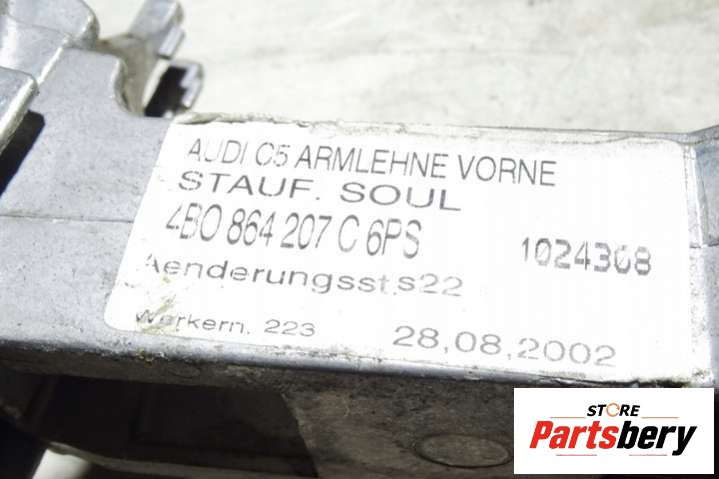 AUDI C5 ARMLEHNE VORNE
STAUF. SOUL
4B0 864 207 C 6PS 1024308
Aenderungsst.s22
Werkern. 223 28,08,2002
STORE
Partsbery